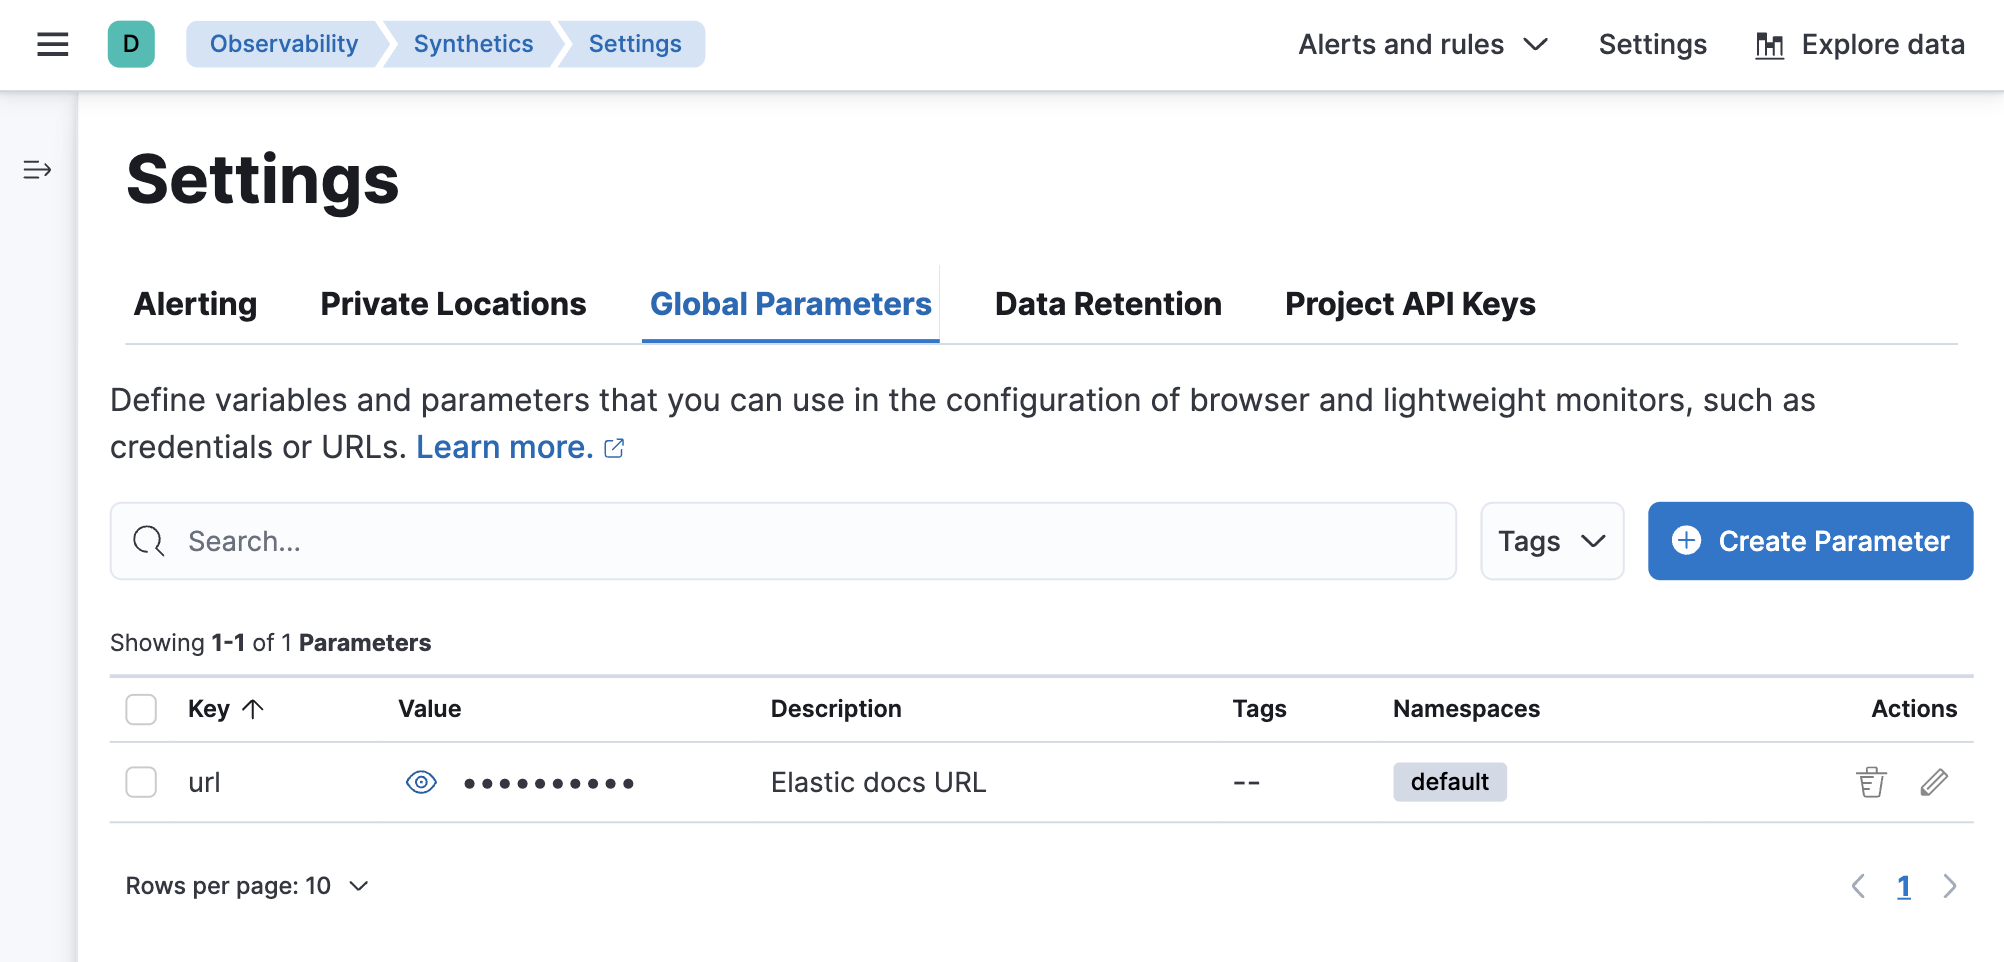 D Observability Synthetics Settings Alerts and rules Settings Explore data
Settings
Alerting Private Locations Global Parameters Data Retention Project API Keys
Define variables and parameters that you can use in the configuration of browser and lightweight monitors, such as
credentials or URLs. Learn more.
Search... Tags Create Parameter
Showing 1-1 of 1 Parameters
Key Value Description Tags Namespaces Actions
url •••••••••• Elastic docs URL -- default
Rows per page: 10 1